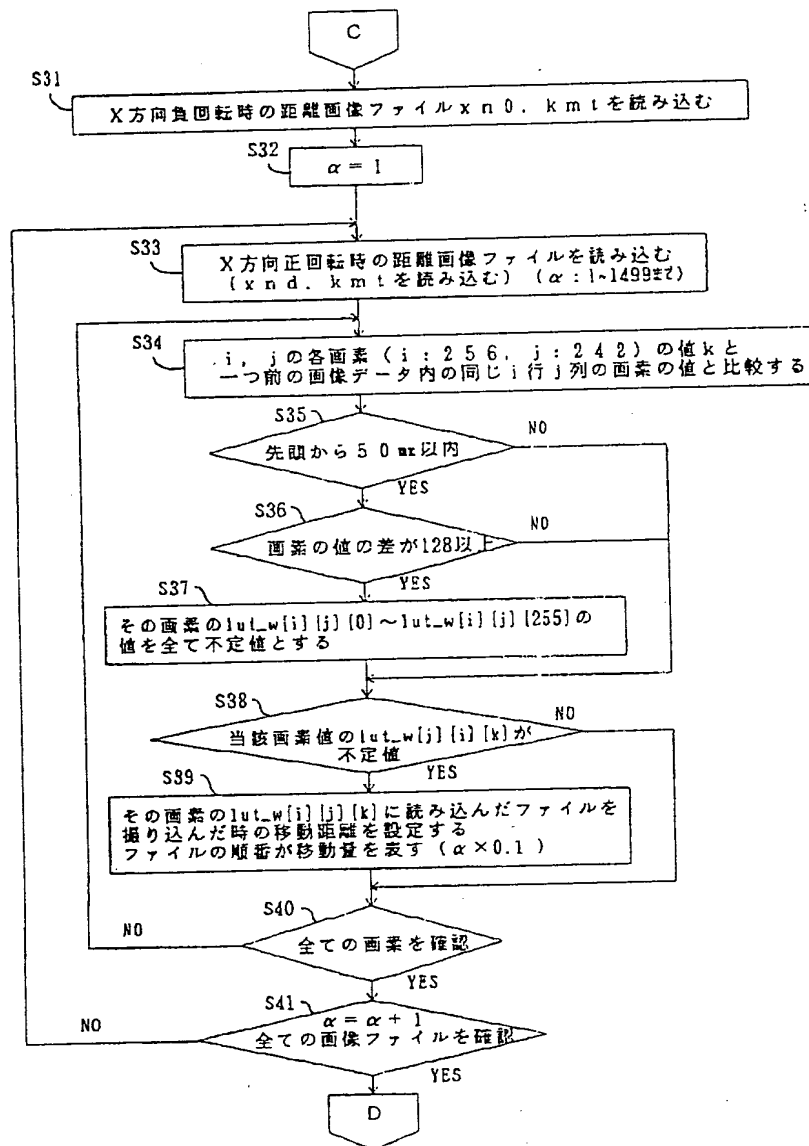 C
S31
X方向負回転時の距離画像ファイルxn0.kmtを読み込む
S32
α=1
S33
X方向正回転時の距離画像ファイルを読み込む
(xnd.kmtを読み込む)(α:1~1499まで)
S34
i,jの各画素(i:256,j:242)の値kと
一つ前の画像データ内の同じi行j列の画素の値と比較する
S35
NO
先頭から50mm以内
YES
S36
NO
画素の値の差が128以上
YES
S37
その画素のlut_w[i][j][0]~lut_w[i][j][255]の
値を全て不定値とする
S38
NO
当該画素値のlut_w[j][i][k]が
不定値
YES
S39
その画素のlut_w[i][j][k]に読み込んだファイルを
振り込んだ時の移動距離を設定する
ファイルの順番が移動量を表す(α×0.1)
S40
NO
全ての画素を確認
YES
S41
NO
α=α+1
全ての画像ファイルを確認
YES
D